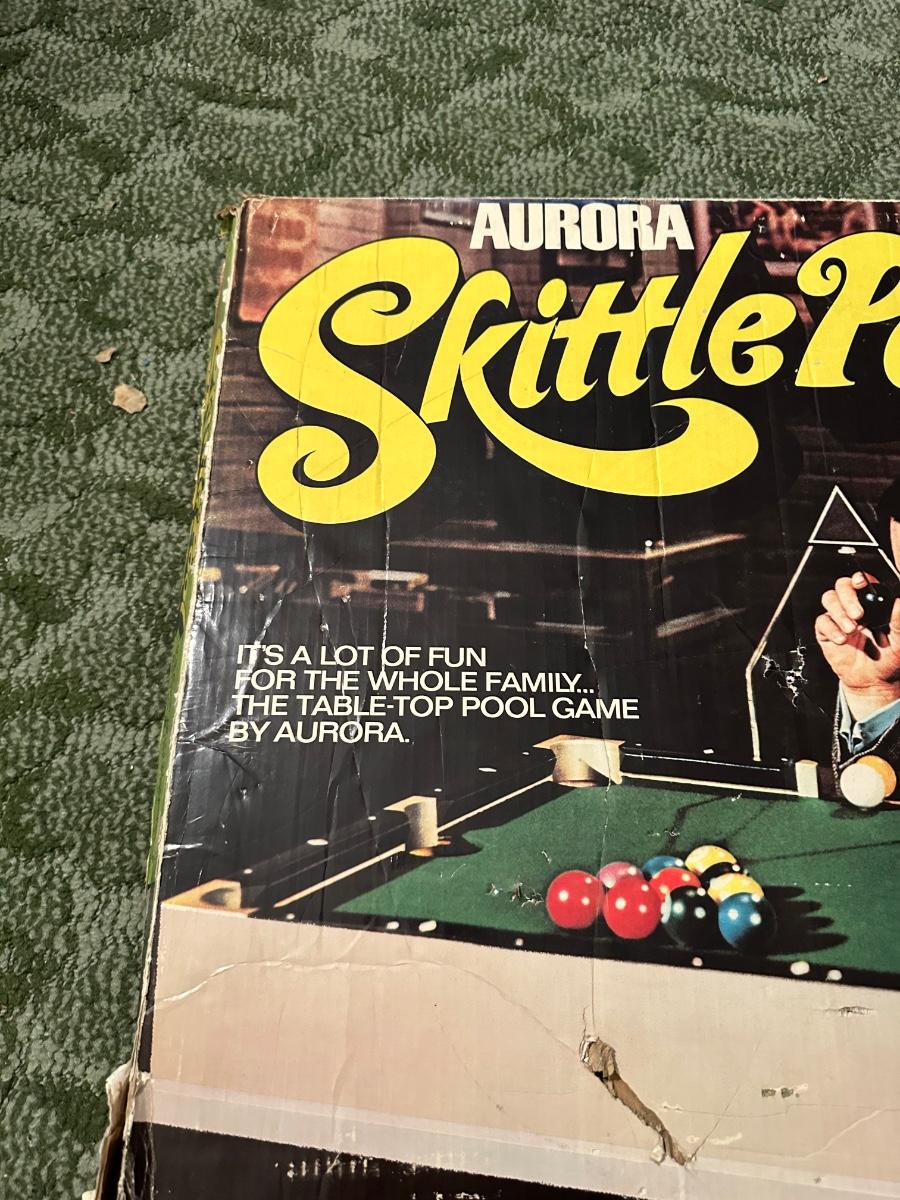 AURORA
Skittle P
IT'S A LOT OF FUN
FOR THE WHOLE FAMILY...
THE TABLE-TOP POOL GAME
BY AURORA.